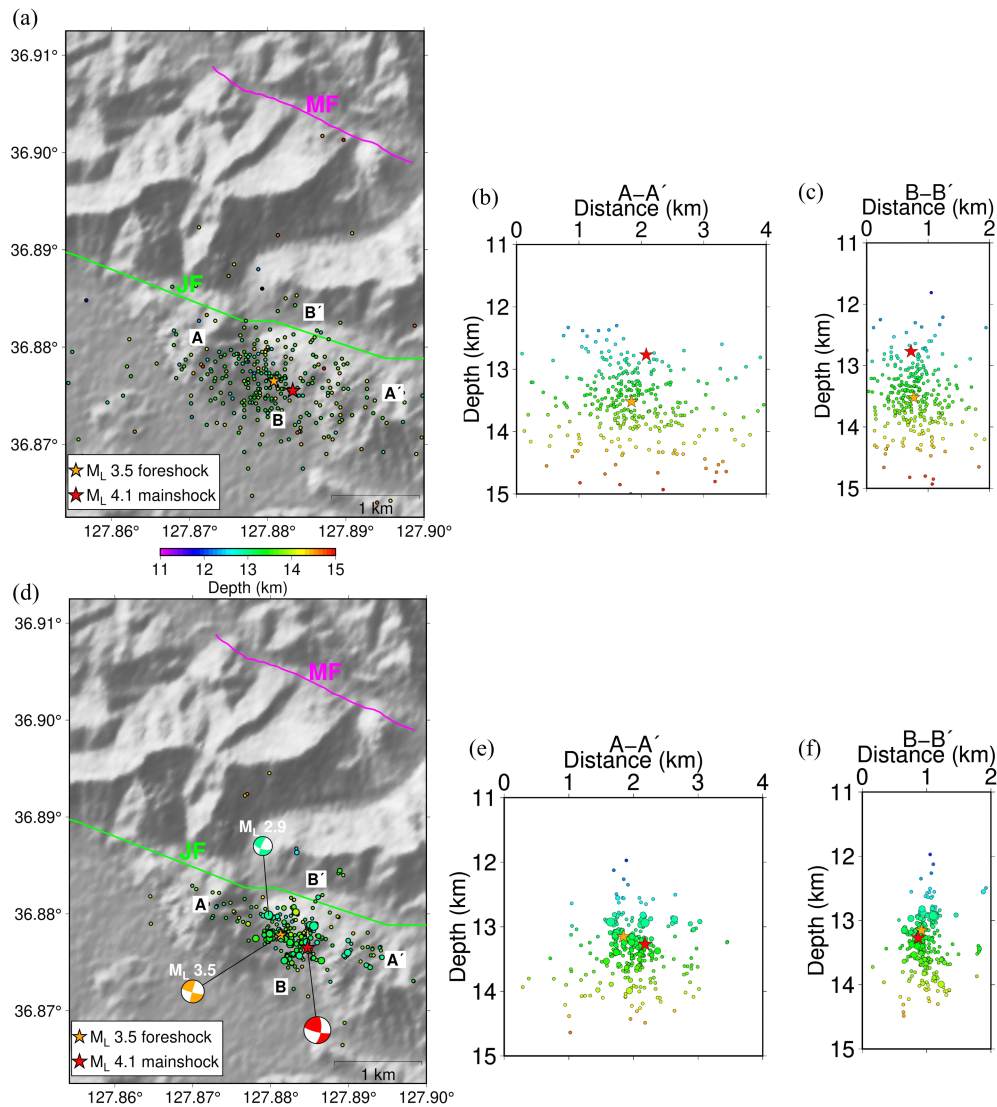 (a)
36.91°
36.90°
36.89°
36.88°
36.87°
MF
JF
B´
A
A´
B
M_L 3.5 foreshock
M_L 4.1 mainshock
1 km
127.86° 127.87° 127.88° 127.89° 127.90°
11 12 13 14 15
Depth (km)
(b)
A–A´
Distance (km)
0 1 2 3 4
Depth (km)
11
12
13
14
15
(c)
B–B´
Distance (km)
0 1 2
Depth (km)
11
12
13
14
15
(d)
36.91°
36.90°
36.89°
36.88°
36.87°
MF
JF
M_L 2.9
B´
A
A´
M_L 3.5
B
M_L 3.5 foreshock
M_L 4.1 mainshock
1 km
127.86° 127.87° 127.88° 127.89° 127.90°
(e)
A–A´
Distance (km)
0 1 2 3 4
Depth (km)
11
12
13
14
15
(f)
B–B´
Distance (km)
0 1 2
Depth (km)
11
12
13
14
15